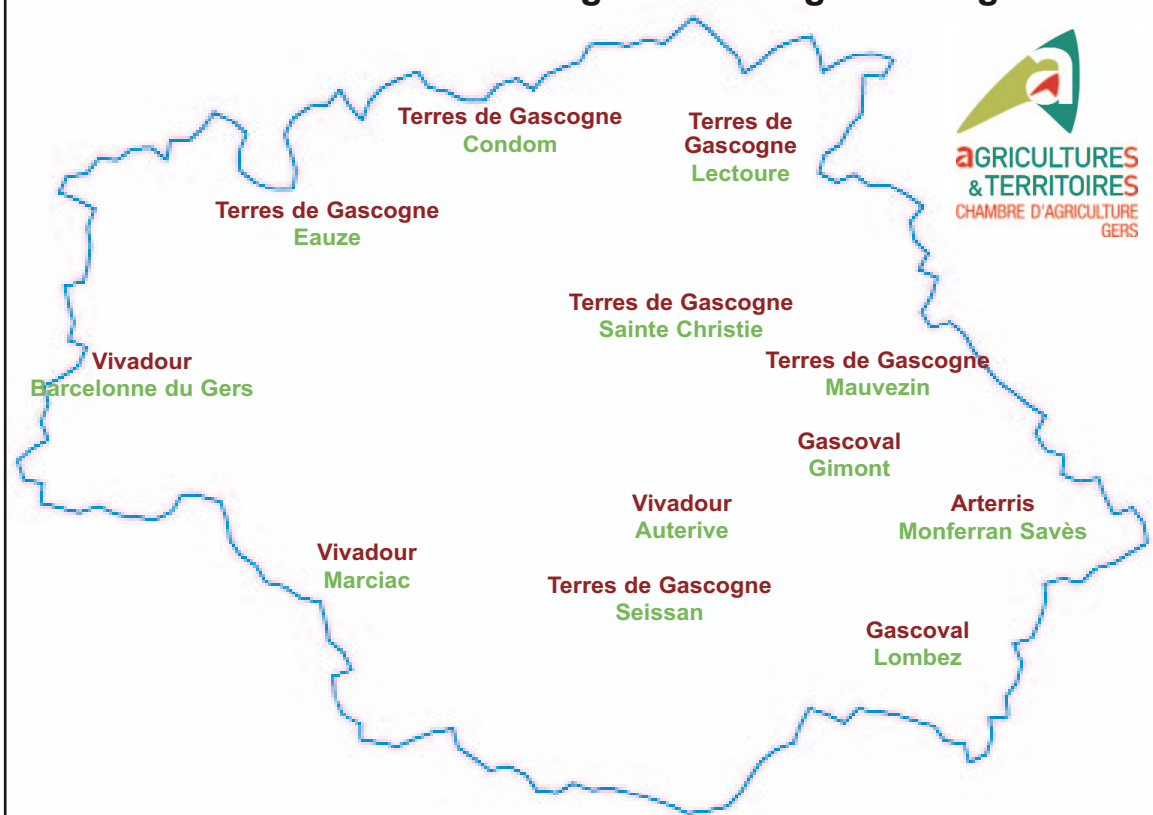 Terres de Gascogne
Condom
Terres de
Gascogne
Lectoure
aGRICULTURES
& TERRITOIRES
CHAMBRE D'AGRICULTURE
GERS
Terres de Gascogne
Eauze
Terres de Gascogne
Sainte Christie
Vivadour
Barcelonne du Gers
Terres de Gascogne
Mauvezin
Gascoval
Gimont
Vivadour
Auterive
Arterris
Monferran Savès
Vivadour
Marciac
Terres de Gascogne
Seissan
Gascoval
Lombez